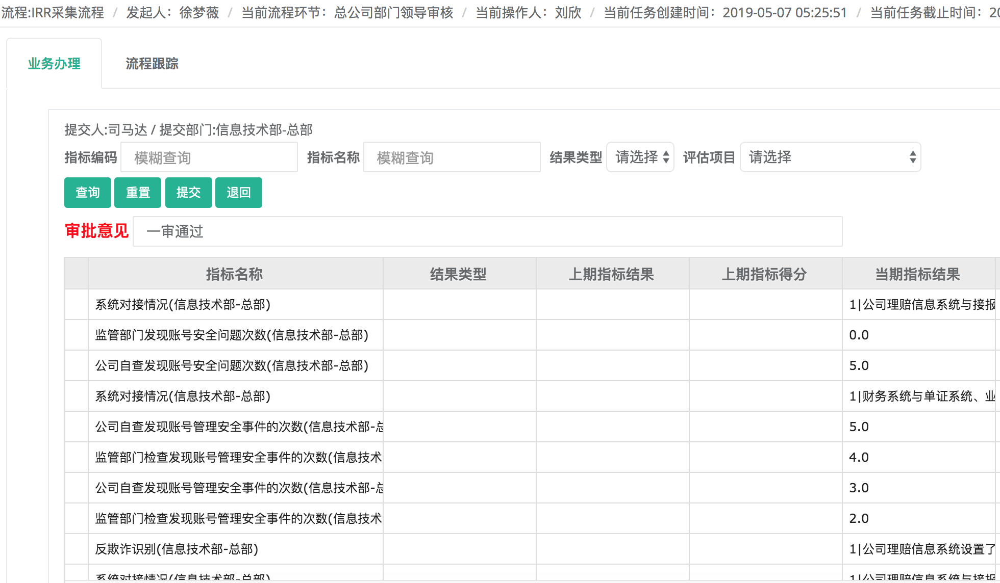 流程:IRR采集流程 / 发起人：徐梦薇 / 当前流程环节：总公司部门领导审核 / 当前操作人：刘欣 / 当前任务创建时间：2019-05-07 05:25:51 / 当前任务截止时间：20
业务办理 流程跟踪
提交人:司马达 / 提交部门:信息技术部-总部
指标编码 模糊查询 指标名称 模糊查询 结果类型 请选择 评估项目 请选择
查询 重置 提交 退回
审批意见 一审通过
指标名称 结果类型 上期指标结果 上期指标得分 当期指标结果
系统对接情况(信息技术部-总部) 1|公司理赔信息系统与接报
监管部门发现账号安全问题次数(信息技术部-总部) 0.0
公司自查发现账号安全问题次数(信息技术部-总部) 5.0
系统对接情况(信息技术部-总部) 1|财务系统与单证系统、业
公司自查发现账号管理安全事件的次数(信息技术部-总 5.0
监管部门检查发现账号管理安全事件的次数(信息技术 4.0
公司自查发现账号管理安全事件的次数(信息技术部-总 3.0
监管部门检查发现账号管理安全事件的次数(信息技术 2.0
反欺诈识别(信息技术部-总部) 1|公司理赔信息系统设置了
系统对接情况(信息技术部-总部) 1|公司理赔信息系统与接报